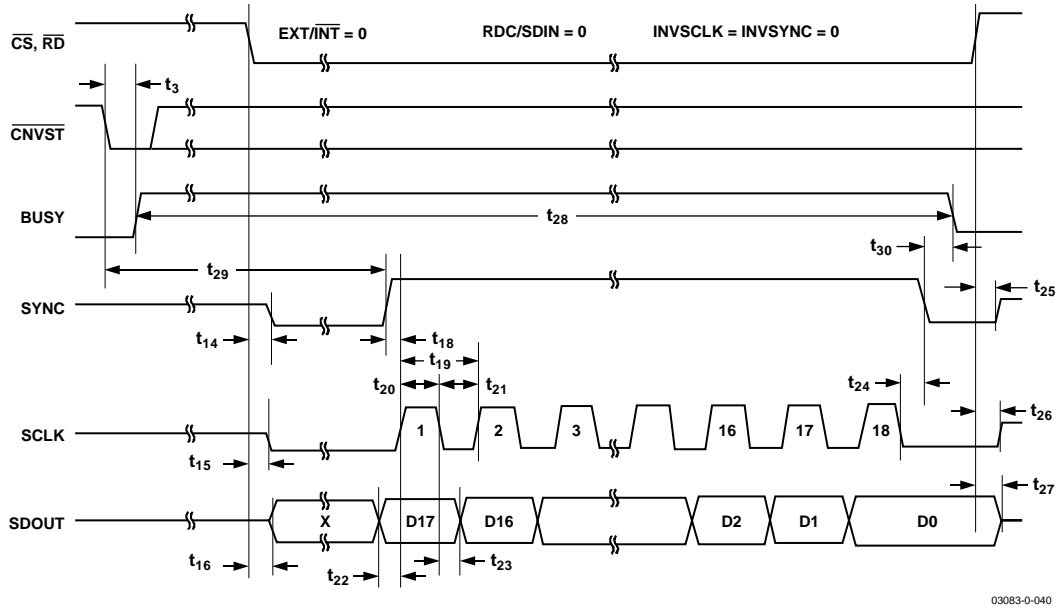 EXT/INT = 0 RDC/SDIN = 0 INVSCLK = INVSYNC = 0
CS, RD
t3
CNVST
BUSY
t28
t30
t29
t25
SYNC
t14
t18
t19
t20
t21
t24
t26
SCLK
1 2 3 16 17 18
t15
t27
SDOUT
X D17 D16 D2 D1 D0
t16
t22
t23
03083-0-040